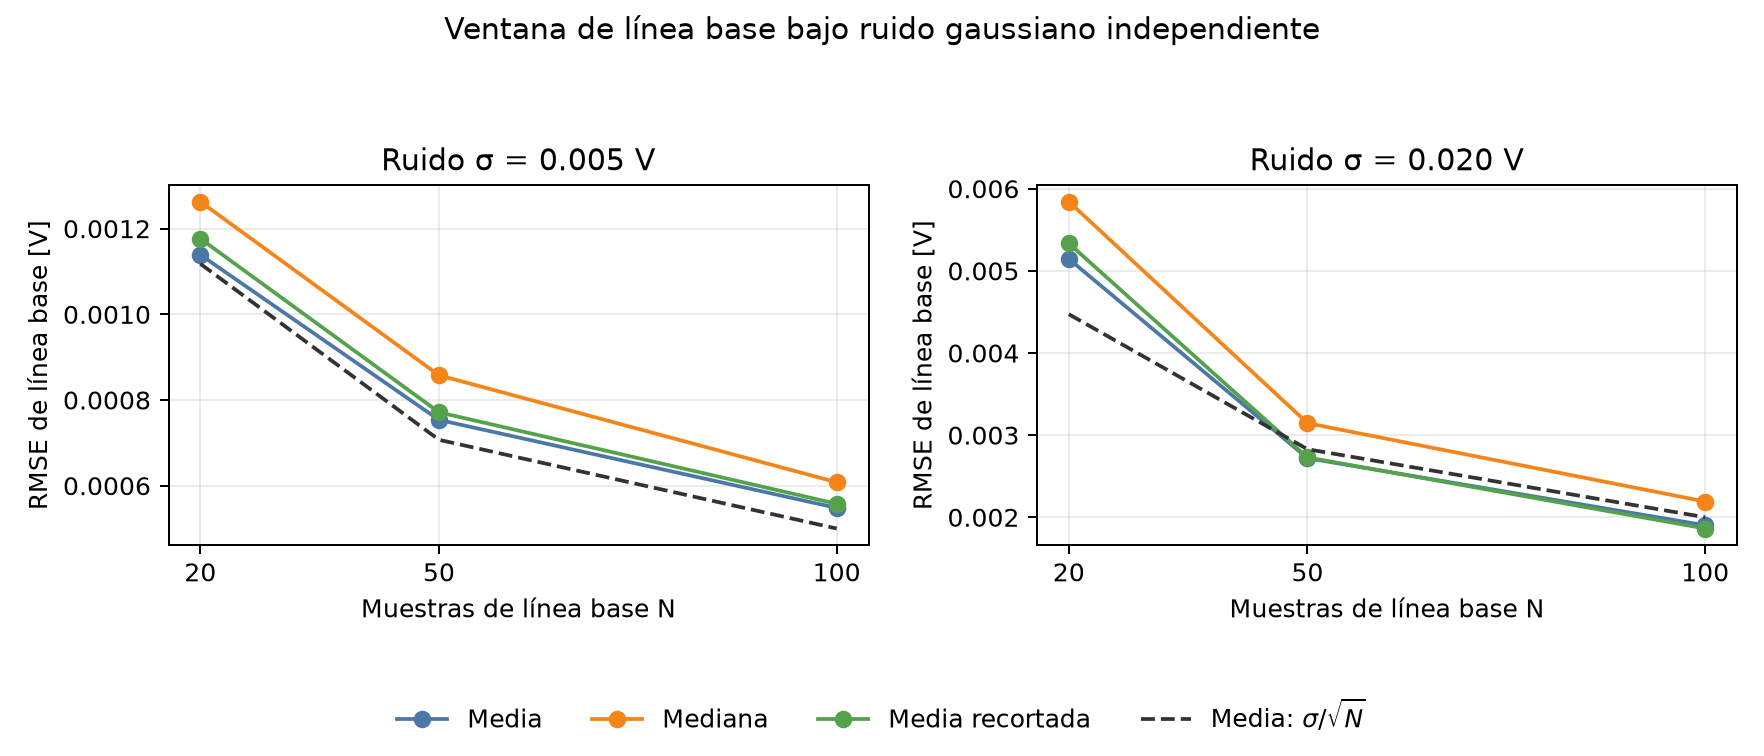 Ventana de línea base bajo ruido gaussiano independiente
Ruido σ = 0.005 V
RMSE de línea base [V]
0.0012
0.0010
0.0008
0.0006
20 50 100
Muestras de línea base N
Ruido σ = 0.020 V
RMSE de línea base [V]
0.006
0.005
0.004
0.003
0.002
20 50 100
Muestras de línea base N
Media Mediana Media recortada Media: σ/√N